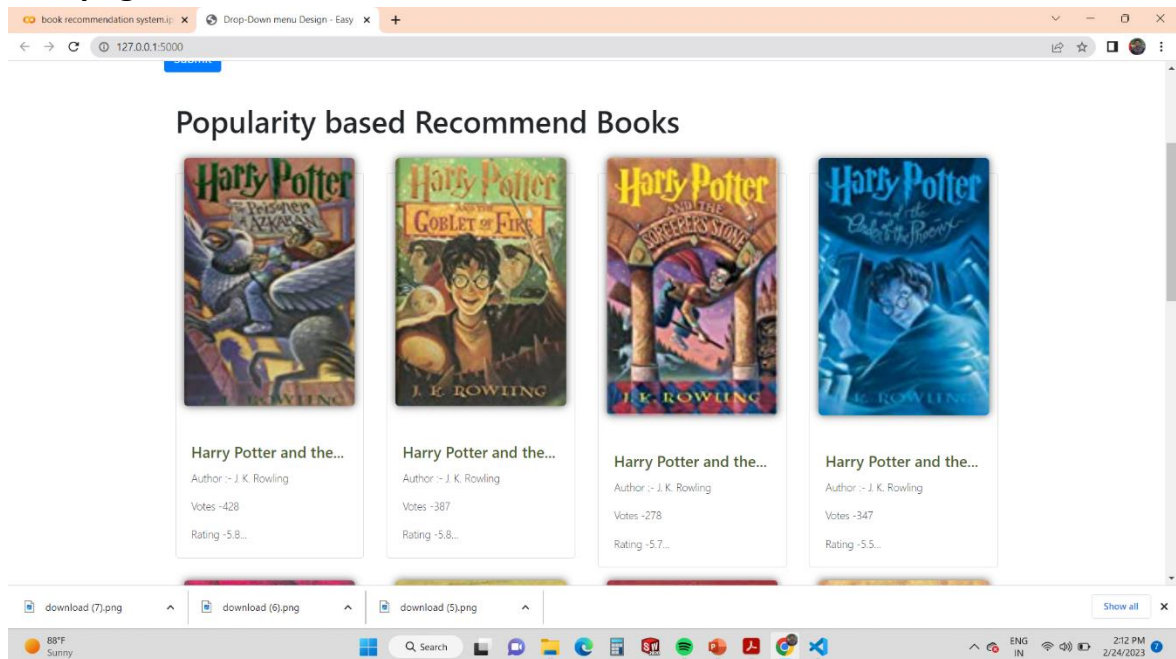 book recommendation system.ip
Drop-Down menu Design - Easy
127.0.0.1:5000
Submit
Popularity based Recommend Books
Harry Potter
Prisoner
AZKABAN
ROWLING
Harry Potter
AND THE
GOBLET OF FIRE
J. K. ROWLING
Harry Potter
AND THE
SORCERER'S STONE
J. K. ROWLING
Harry Potter
and the
Order of the Phoenix
J. K. ROWLING
Harry Potter and the...
Author :- J. K. Rowling
Votes -428
Rating -5.8...
Harry Potter and the...
Author :- J. K. Rowling
Votes -387
Rating -5.8...
Harry Potter and the...
Author :- J. K. Rowling
Votes -278
Rating -5.7...
Harry Potter and the...
Author :- J. K. Rowling
Votes -347
Rating -5.5...
download (7).png
download (6).png
download (5).png
Show all
88°F
Sunny
Search
ENG
IN
2:12 PM
2/24/2023